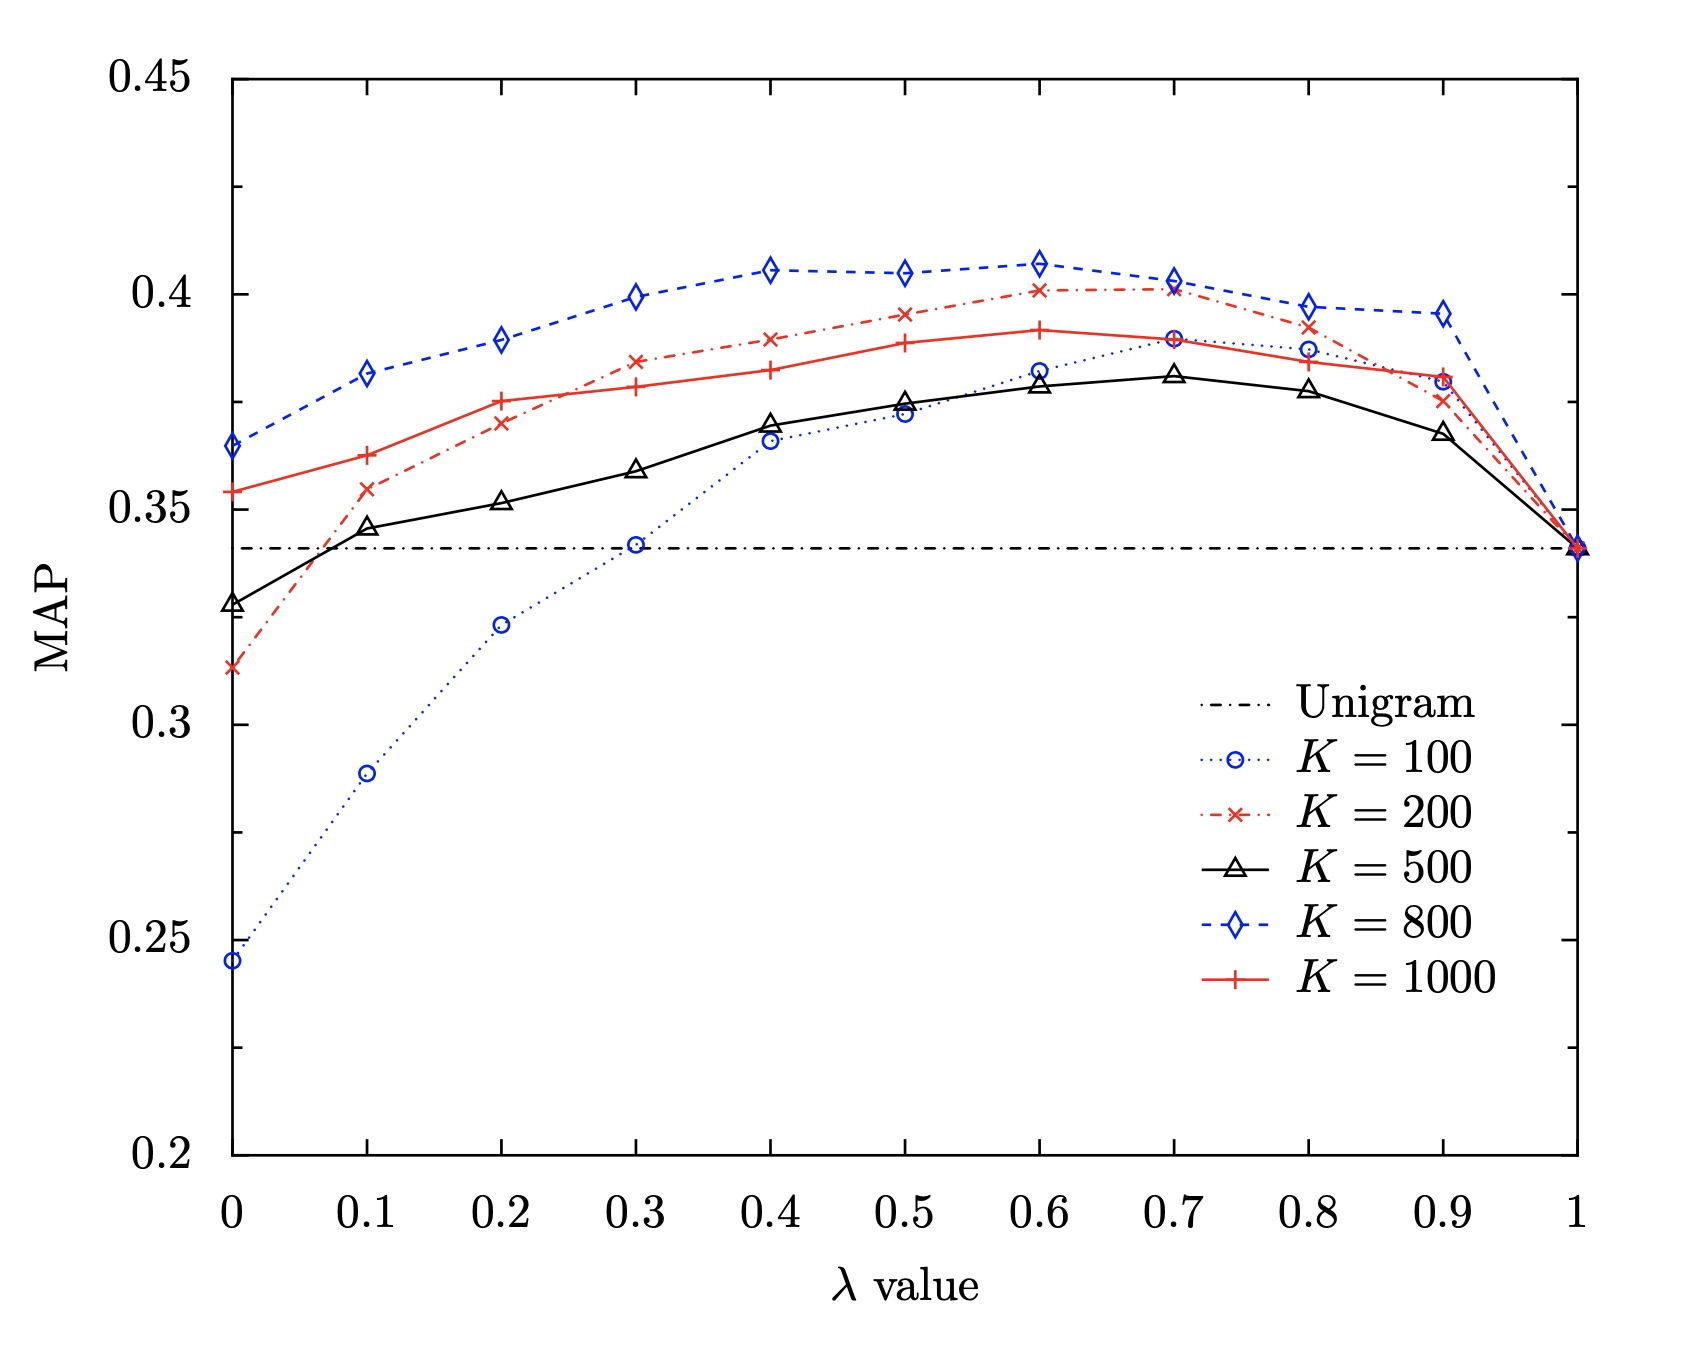 0.45
0.4
0.35
0.3
0.25
0.2
MAP
Unigram
K = 100
K = 200
K = 500
K = 800
K = 1000
0 0.1 0.2 0.3 0.4 0.5 0.6 0.7 0.8 0.9 1
λ value